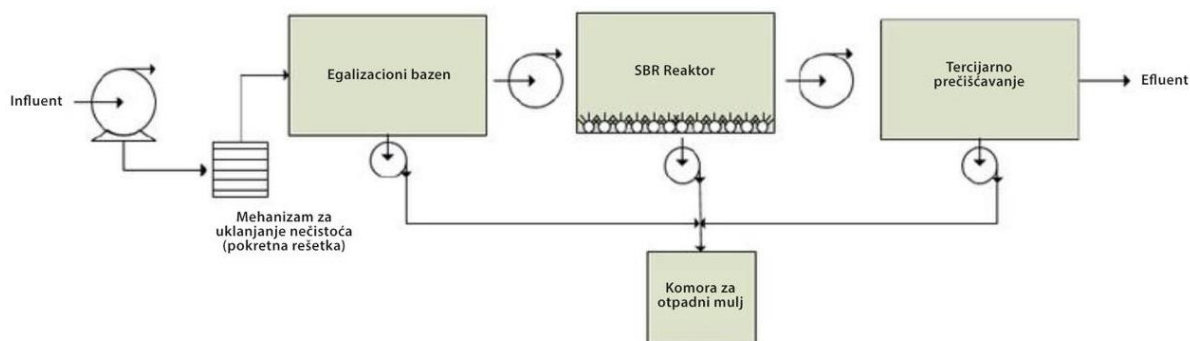 Influent
Mehanizam za
uklanjanje nečistoća
(pokretna rešetka)
Egalizacioni bazen
SBR Reaktor
Tercijarno
prečišćavanje
Efluent
Komora za
otpadni mulj